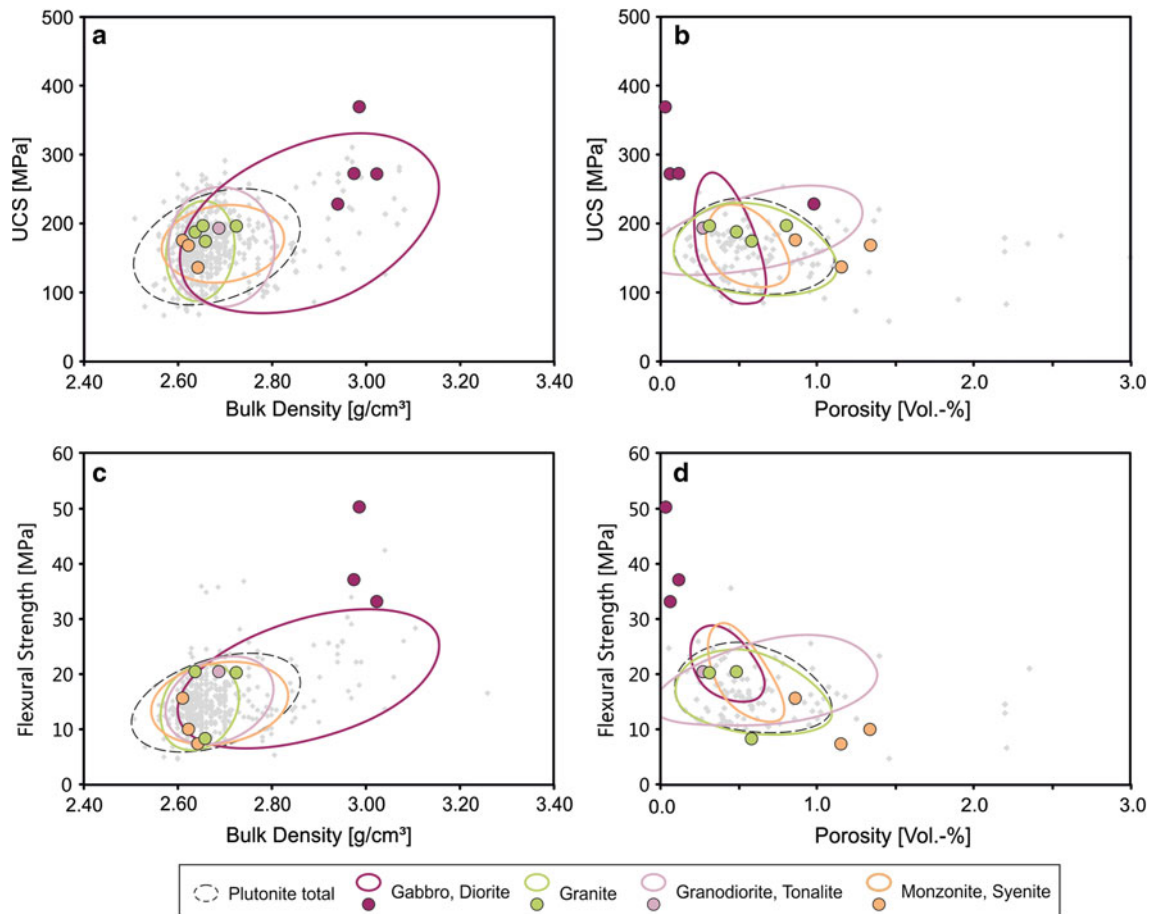 a
500
400
300
200
100
0
UCS [MPa]
2.40 2.60 2.80 3.00 3.20 3.40
Bulk Density [g/cm³]
b
500
400
300
200
100
0
UCS [MPa]
0.0 1.0 2.0 3.0
Porosity [Vol.-%]
c
60
50
40
30
20
10
0
Flexural Strength [MPa]
2.40 2.60 2.80 3.00 3.20 3.40
Bulk Density [g/cm³]
d
60
50
40
30
20
10
0
Flexural Strength [MPa]
0.0 1.0 2.0 3.0
Porosity [Vol.-%]
Plutonite total Gabbro, Diorite Granite Granodiorite, Tonalite Monzonite, Syenite